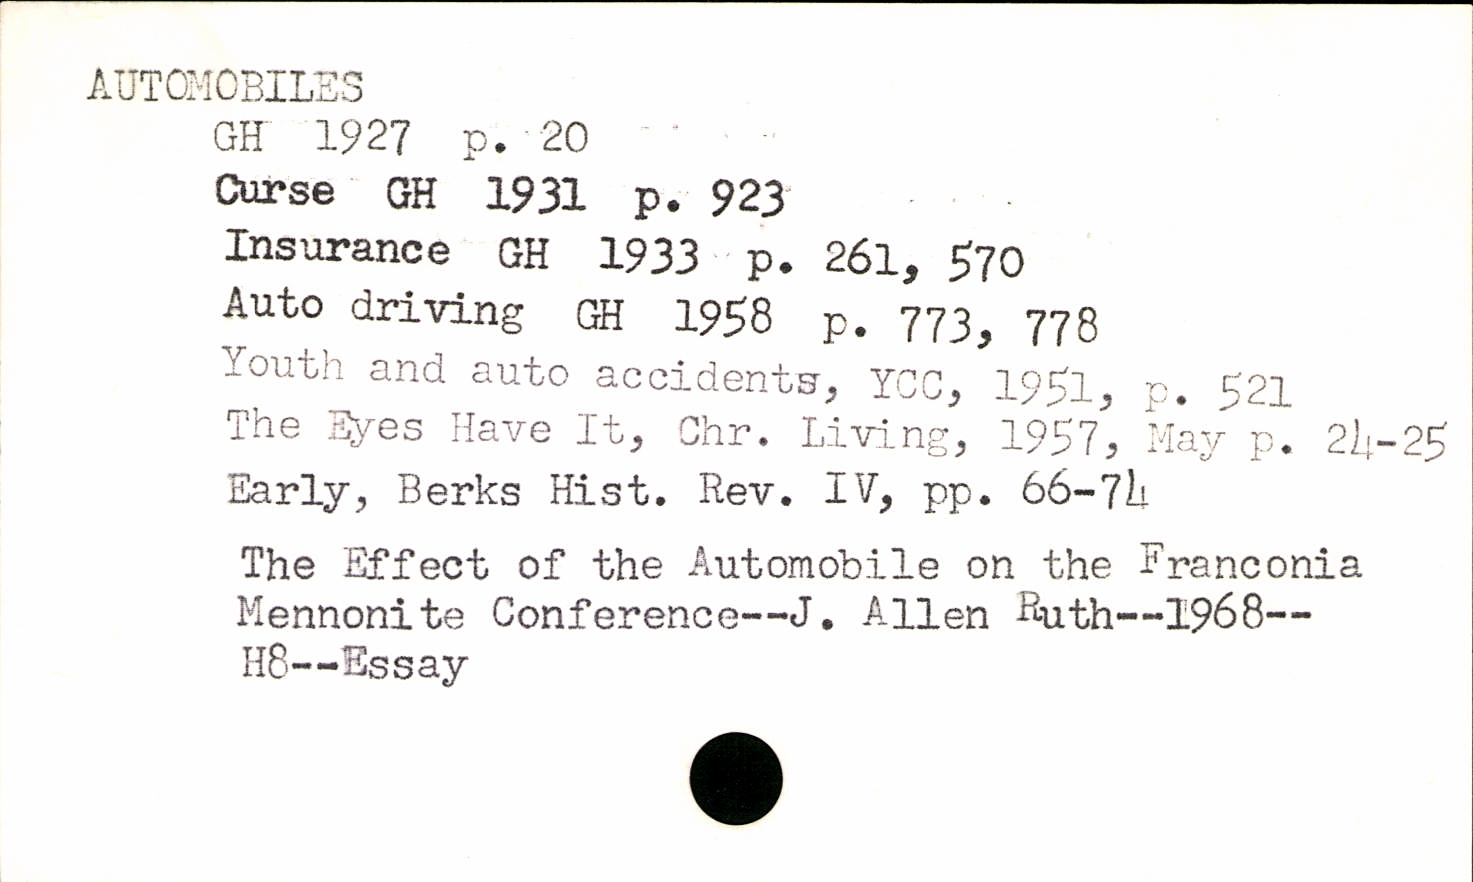 AUTOMOBILES
GH 1927 p. 20
Curse GH 1931 p. 923
Insurance GH 1933 p. 261, 570
Auto driving GH 1958 p. 773, 778
Youth and auto accidents, YCC, 1951, p. 521
The Eyes Have It, Chr. Living, 1957, May p. 24-25
Early, Berks Hist. Rev. IV, pp. 66-74
The Effect of the Automobile on the Franconia
Mennonite Conference--J. Allen Ruth--1968--
H8--Essay